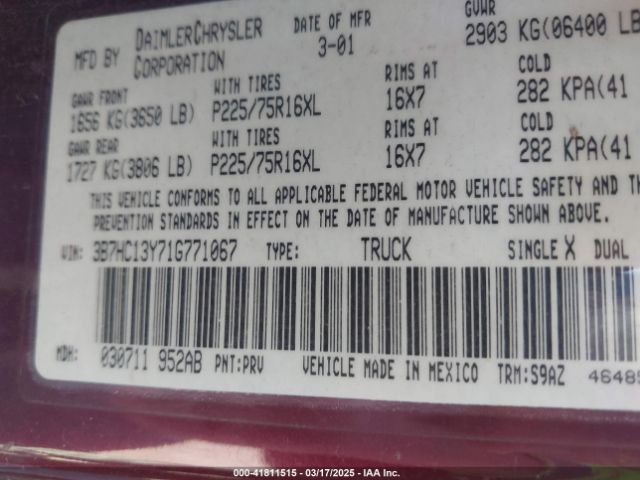 MFD BY DAIMLERCHRYSLER CORPORATION
DATE OF MFR 3-01
GVWR 2903 KG(06400 LB
GAWR FRONT WITH TIRES RIMS AT COLD
1656 KG(3650 LB) P225/75R16XL 16X7 282 KPA(41
GAWR REAR WITH TIRES RIMS AT COLD
1727 KG(3806 LB) P225/75R16XL 16X7 282 KPA(41
THIS VEHICLE CONFORMS TO ALL APPLICABLE FEDERAL MOTOR VEHICLE SAFETY AND TH
PREVENTION STANDARDS IN EFFECT ON THE DATE OF MANUFACTURE SHOWN ABOVE.
VIN: 3B7HC13Y71G771067 TYPE: TRUCK SINGLE X DUAL
MDH: 030711 952AB PNT:PRV VEHICLE MADE IN MEXICO TRM:S9AZ 4648
000-41811515 - 03/17/2025 - IAA Inc.